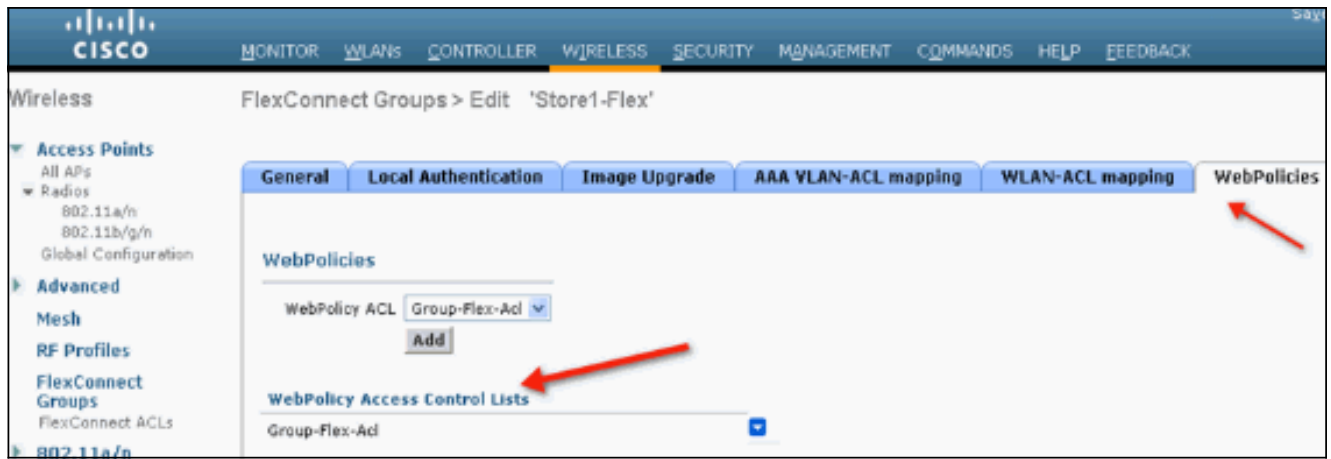 Save
CISCO
MONITOR WLANs CONTROLLER WIRELESS SECURITY MANAGEMENT COMMANDS HELP FEEDBACK
Wireless
FlexConnect Groups > Edit 'Store1-Flex'
Access Points
All APs
Radios
802.11a/n
802.11b/g/n
Global Configuration
Advanced
Mesh
RF Profiles
FlexConnect
Groups
FlexConnect ACLs
802.11a/n
General Local Authentication Image Upgrade AAA VLAN-ACL mapping WLAN-ACL mapping WebPolicies
WebPolicies
WebPolicy ACL Group-Flex-Acl
Add
WebPolicy Access Control Lists
Group-Flex-Acl